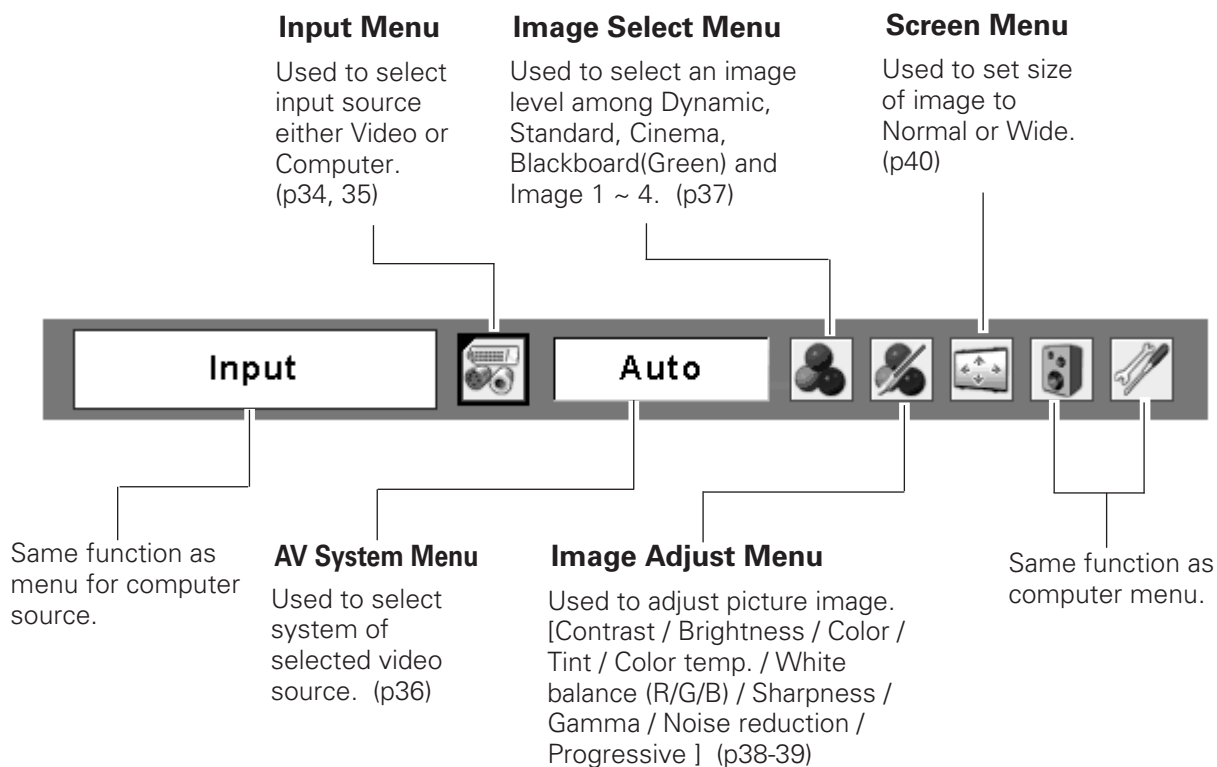 Input Menu
Used to select
input source
either Video or
Computer.
(p34, 35)
Image Select Menu
Used to select an image
level among Dynamic,
Standard, Cinema,
Blackboard(Green) and
Image 1 ~ 4.  (p37)
Screen Menu
Used to set size
of image to
Normal or Wide.
(p40)
Input
Auto
Same function as
menu for computer
source.
AV System Menu
Used to select
system of
selected video
source.  (p36)
Image Adjust Menu
Used to adjust picture image.
[Contrast / Brightness / Color /
Tint / Color temp. / White
balance (R/G/B) / Sharpness /
Gamma / Noise reduction /
Progressive ]  (p38-39)
Same function as
computer menu.